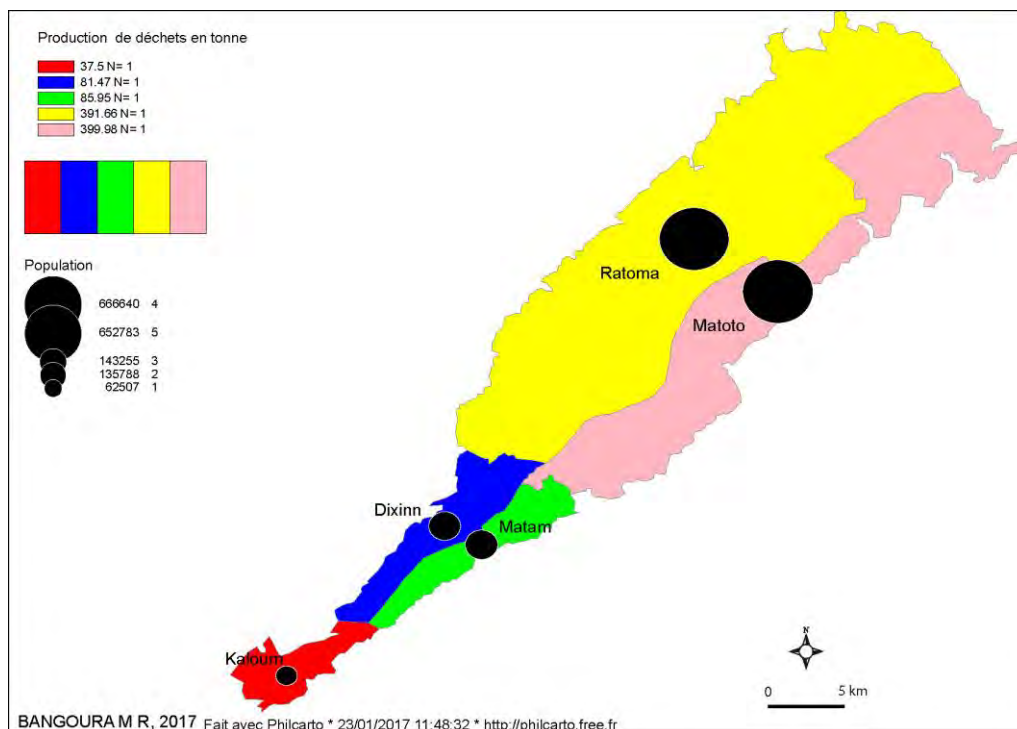 Production de déchets en tonne
37.5 N= 1
81.47 N= 1
85.95 N= 1
391.66 N= 1
399.98 N= 1
Population
666640 4
652783 5
143255 3
135788 2
62507 1
Ratoma
Matoto
Dixinn
Matam
Kaloum
N
0 5 km
BANGOURA M R, 2017 Fait avec Philcarto * 23/01/2017 11:48:32 * http://philcarto.free.fr